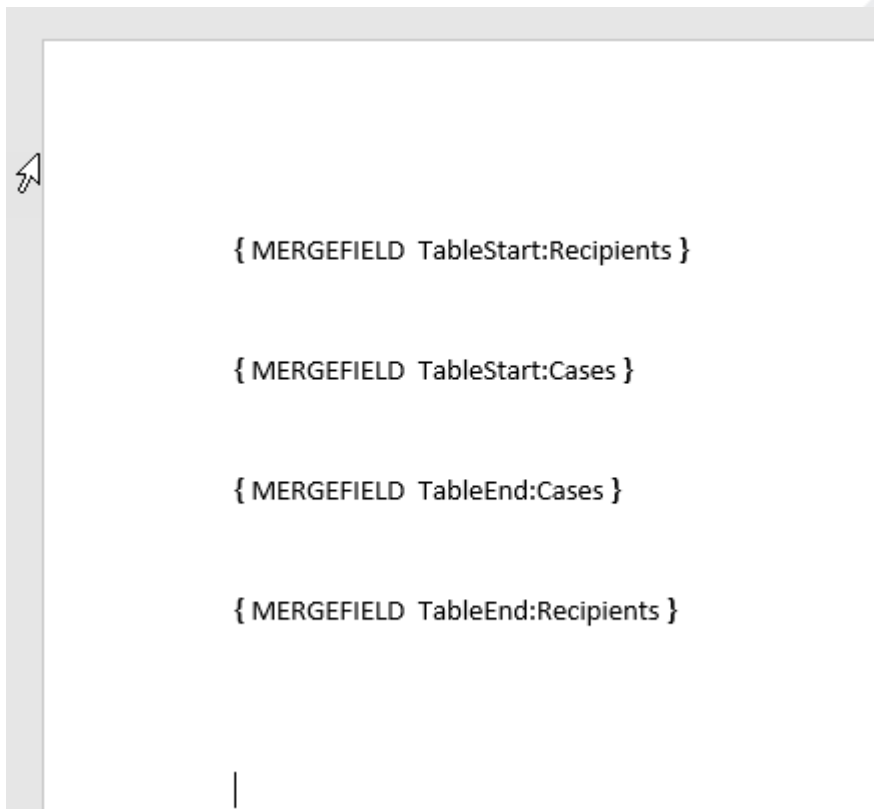 { MERGEFIELD  TableStart:Recipients }
{ MERGEFIELD  TableStart:Cases }
{ MERGEFIELD  TableEnd:Cases }
{ MERGEFIELD  TableEnd:Recipients }